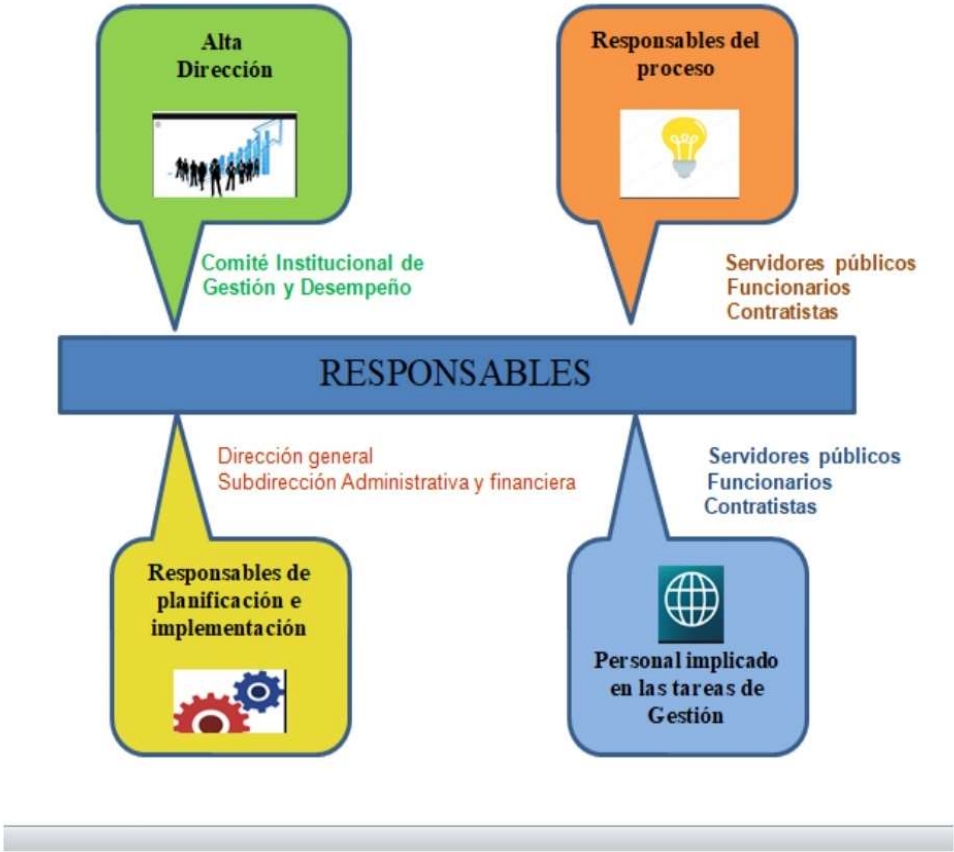 Alta
Dirección
Responsables del
proceso
Comité Institucional de
Gestión y Desempeño
Servidores públicos
Funcionarios
Contratistas
RESPONSABLES
Dirección general
Subdirección Administrativa y financiera
Servidores públicos
Funcionarios
Contratistas
Responsables de
planificación e
implementación
Personal implicado
en las tareas de
Gestión